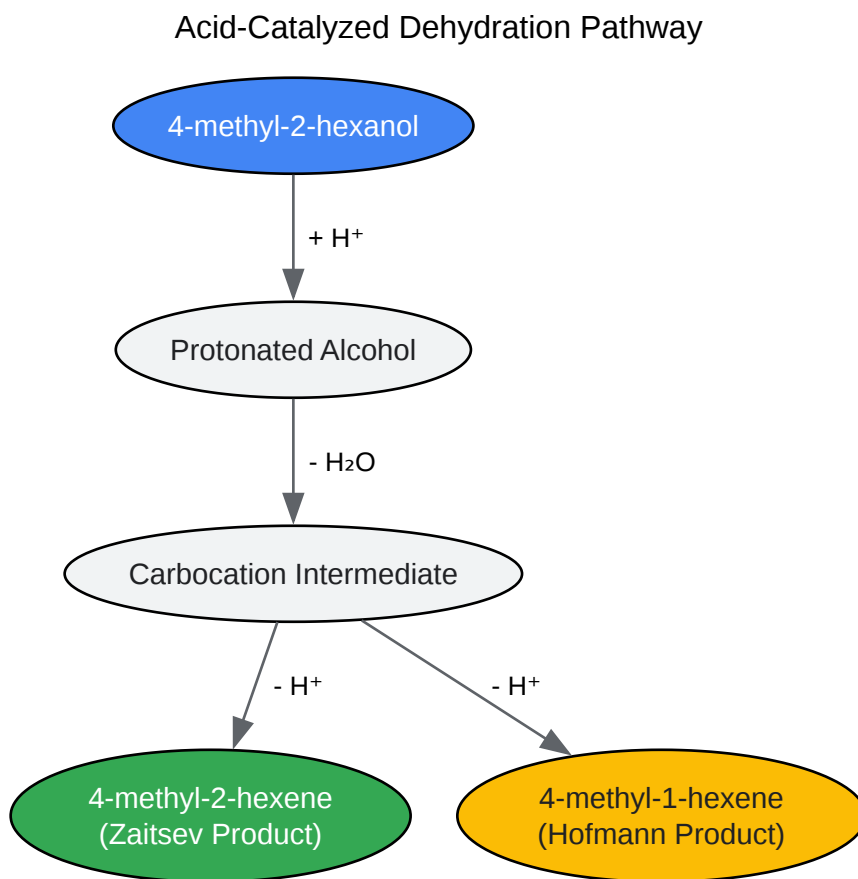 Acid-Catalyzed Dehydration Pathway
4-methyl-2-hexanol
+ H⁺
Protonated Alcohol
- H₂O
Carbocation Intermediate
- H⁺
- H⁺
4-methyl-2-hexene
(Zaitsev Product)
4-methyl-1-hexene
(Hofmann Product)